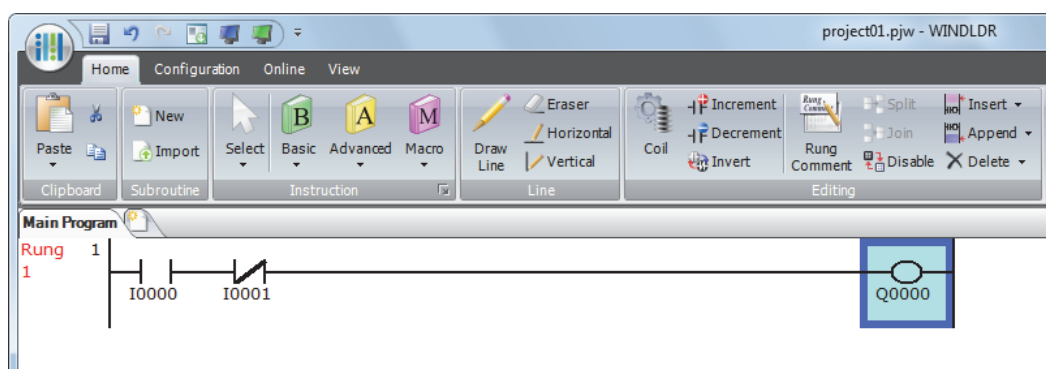 project01.pjw - WINDLDR
Home Configuration Online View
Paste New Import Select Basic Advanced Macro Draw Line Eraser Horizontal Vertical Coil Increment Decrement Invert Rung Comment Split Join Disable Insert Append Delete
B A M
Clipboard Subroutine Instruction Line Editing
Main Program
Rung 1
1
I0000 I0001 Q0000